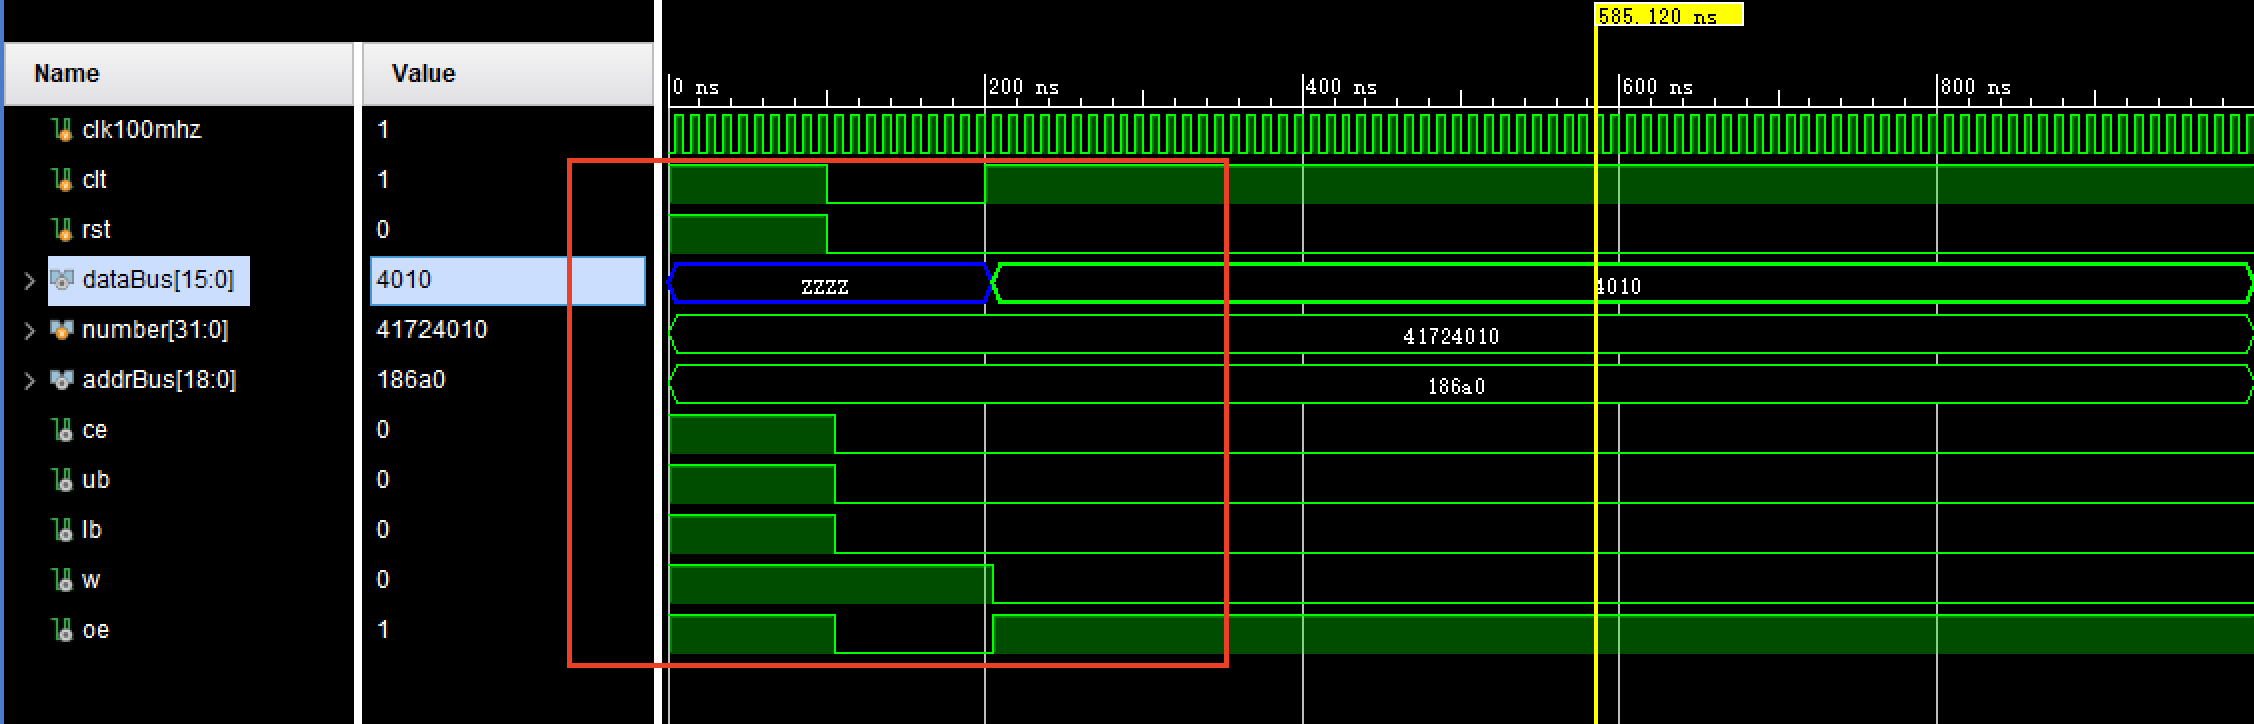 585.120 ns
Name Value
0 ns 200 ns 400 ns 600 ns 800 ns
clk100mhz 1
clt 1
rst 0
dataBus[15:0] 4010 ZZZZ 4010
number[31:0] 41724010 41724010
addrBus[18:0] 186a0 186a0
ce 0
ub 0
lb 0
w 0
oe 1